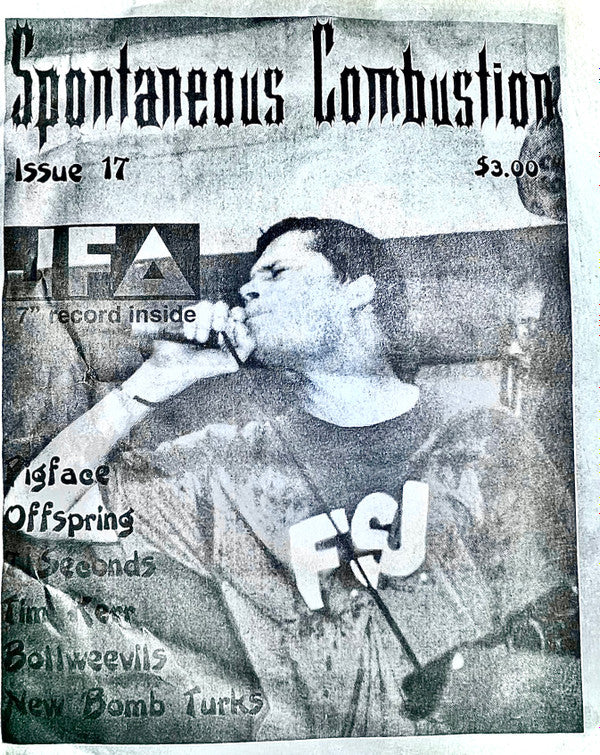 Spontaneous Combustion
Issue 17
$3.00
JFA
7" record inside
Pigface
Offspring
Seconds
Tim Kerr
Bollweevils
New Bomb Turks
FSU